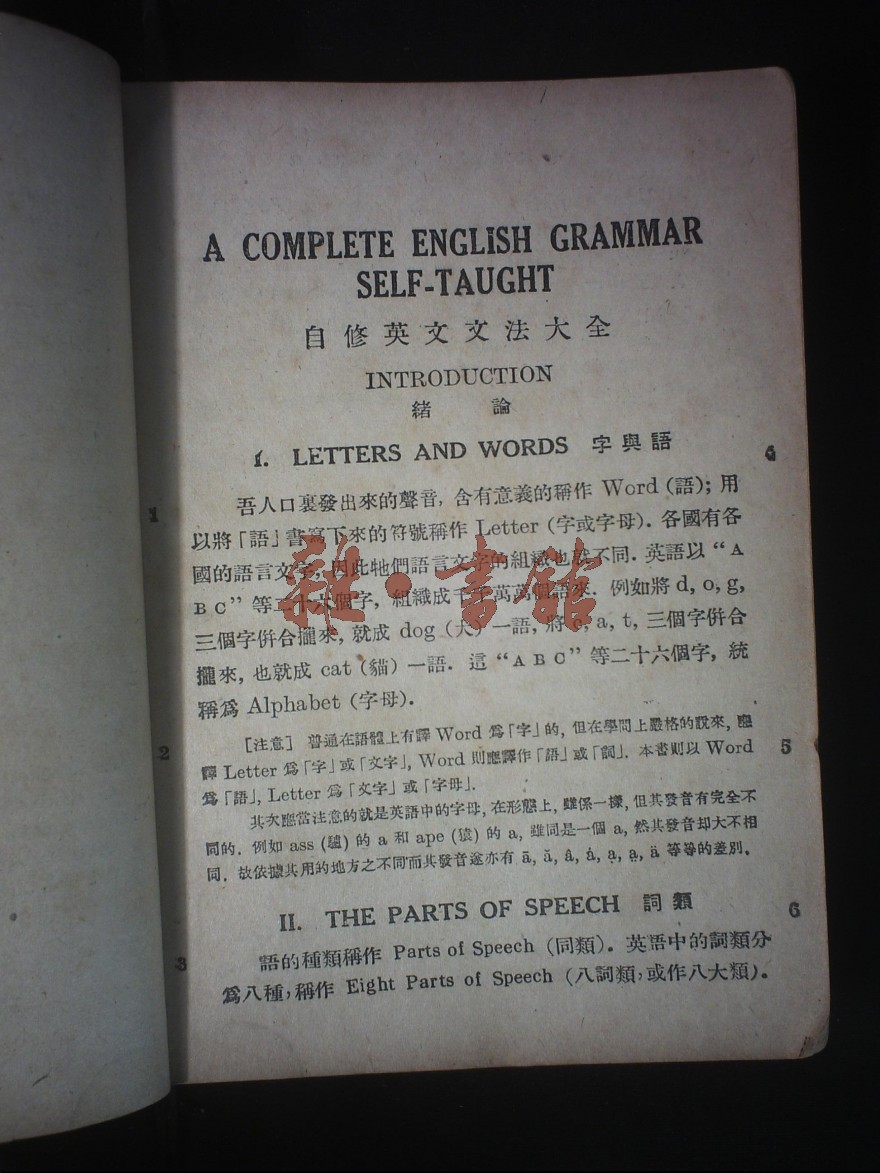 A COMPLETE ENGLISH GRAMMAR
SELF-TAUGHT
自修英文文法大全
INTRODUCTION
緒論
I. LETTERS AND WORDS 字與語
吾人口裏發出來的聲音,含有意義的稱作 Word (語); 用
以將「語」書寫下來的符號稱作 Letter (字或字母). 各國有各
國的語言文字,因此牠們語言文字的組織也就不同. 英語以 “A
B C” 等二十六個字, 組織成千千萬萬個語來. 例如將 d, o, g,
三個字併合攏來, 就成 dog (犬) 一語, 將 c, a, t, 三個字併合
攏來, 也就成 cat (貓) 一語. 這 “A B C” 等二十六個字, 統
稱爲 Alphabet (字母).
[注意] 普通在語體上有譯 Word 爲「字」的, 但在學問上嚴格的說來, 應
譯 Letter 爲「字」或「文字」, Word 則應譯作「語」或「詞」. 本書則以 Word
爲「語」, Letter 爲「文字」或「字母」.
其次應當注意的就是英語中的字母, 在形態上, 雖係一樣, 但其發音有完全不
同的. 例如 ass (驢) 的 a 和 ape (猿) 的 a, 雖同是一個 a, 然其發音却大不相
同. 故依據其用的地方之不同而其發音遂亦有 ā, ă, â, ȧ, ạ, a̤, ä 等等的差別。
II. THE PARTS OF SPEECH 詞類
語的種類稱作 Parts of Speech (同類)。英語中的詞類分
爲八種,稱作 Eight Parts of Speech (八詞類,或作八大類)。
1
2
3
4
5
6
雜·書館